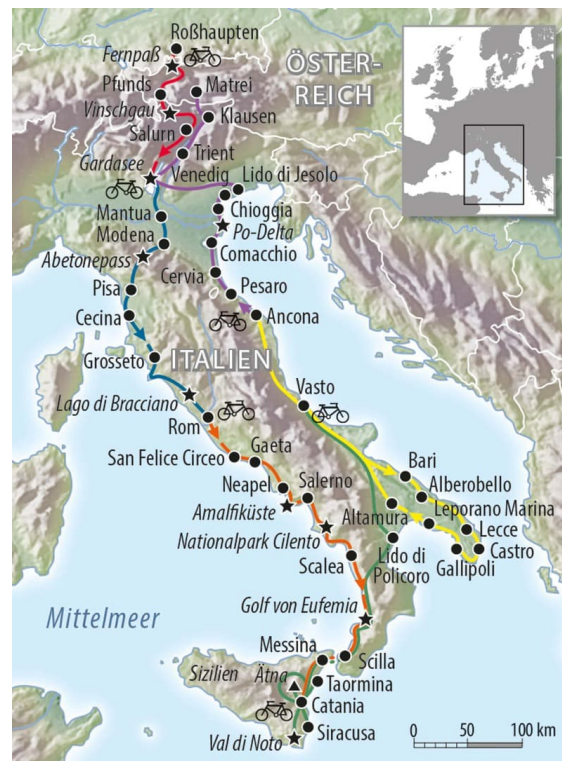 Roßhaupten
Fernpaß
ÖSTER-
REICH
Pfunds
Matrei
Vinschgau
Klausen
Salurn
Trient
Gardasee
Venedig
Lido di Jesolo
Chioggia
Mantua
Po-Delta
Modena
Comacchio
Abetonepass
Cervia
Pisa
Pesaro
Cecina
Ancona
Grosseto
ITALIEN
Lago di Bracciano
Vasto
Rom
Gaeta
San Felice Circeo
Bari
Alberobello
Neapel
Salerno
Leporano Marina
Amalfiküste
Altamura
Lecce
Nationalpark Cilento
Castro
Lido di
Policoro
Gallipoli
Scalea
Golf von Eufemia
Mittelmeer
Messina
Scilla
Sizilien
Ätna
Taormina
Catania
Siracusa
Val di Noto
0 50 100 km